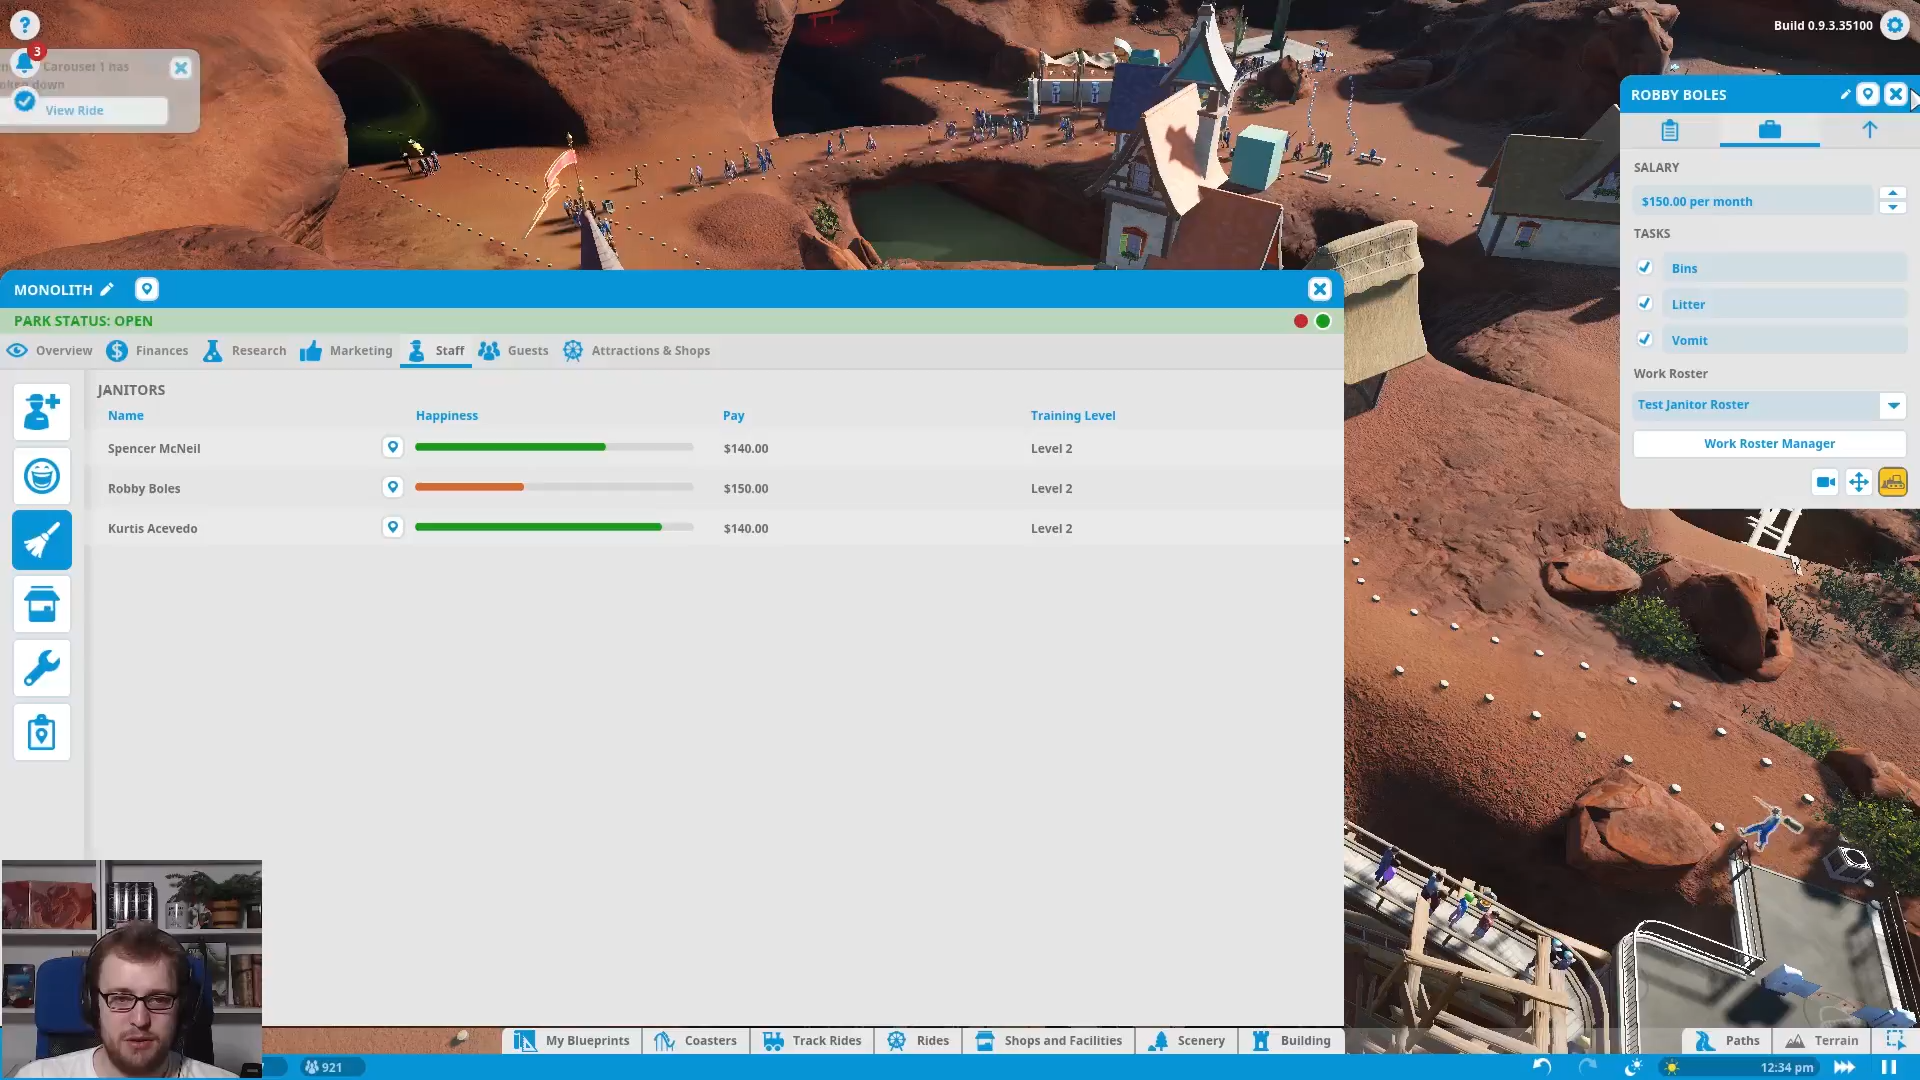 ?
Build 0.9.3.35100
3
Carousel 1 has
down
View Ride
ROBBY BOLES
SALARY
$150.00 per month
TASKS
Bins
Litter
Vomit
Work Roster
Test Janitor Roster
Work Roster Manager
MONOLITH
PARK STATUS: OPEN
Overview
Finances
Research
Marketing
Staff
Guests
Attractions & Shops
JANITORS
Name Happiness Pay Training Level
Spencer McNeil $140.00 Level 2
Robby Boles $150.00 Level 2
Kurtis Acevedo $140.00 Level 2
My Blueprints
Coasters
Track Rides
Rides
Shops and Facilities
Scenery
Building
Paths
Terrain
921
12:34 pm